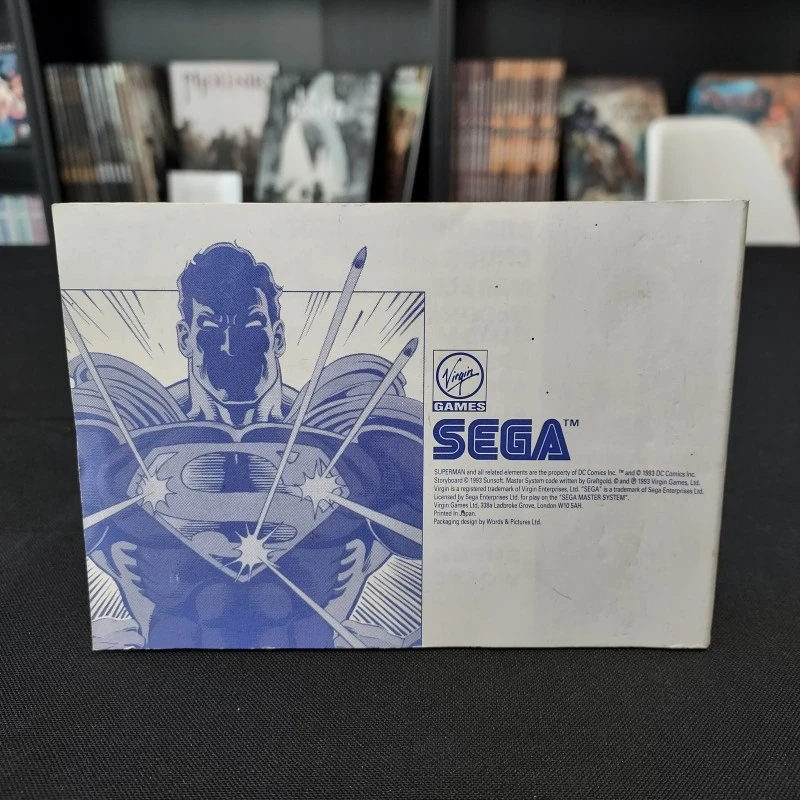 Virgin
GAMES
SEGA™
SUPERMAN and all related elements are the property of DC Comics Inc. ™ and © 1993 DC Comics Inc.
Storyboard © 1993 Sunsoft. Master System code written by Graftgold. © and ℗ 1993 Virgin Games, Ltd.
Virgin is a registered trademark of Virgin Enterprises, Ltd. "SEGA" is a trademark of Sega Enterprises Ltd.
Licensed by Sega Enterprises Ltd. for play on the "SEGA MASTER SYSTEM".
Virgin Games Ltd, 338a Ladbroke Grove, London W10 5AH.
Printed in Japan.
Packaging design by Words & Pictures Ltd.